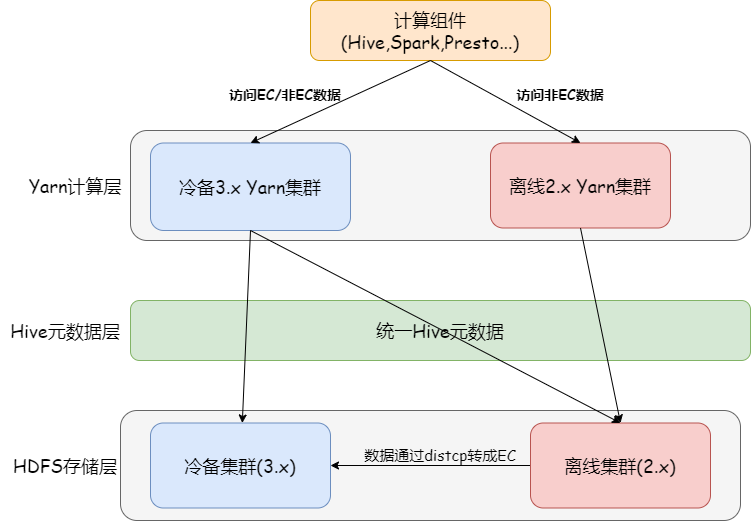 计算组件
(Hive,Spark,Presto...)
访问EC/非EC数据
访问非EC数据
Yarn计算层
冷备3.x Yarn集群
离线2.x Yarn集群
Hive元数据层
统一Hive元数据
HDFS存储层
冷备集群(3.x)
数据通过distcp转成EC
离线集群(2.x)